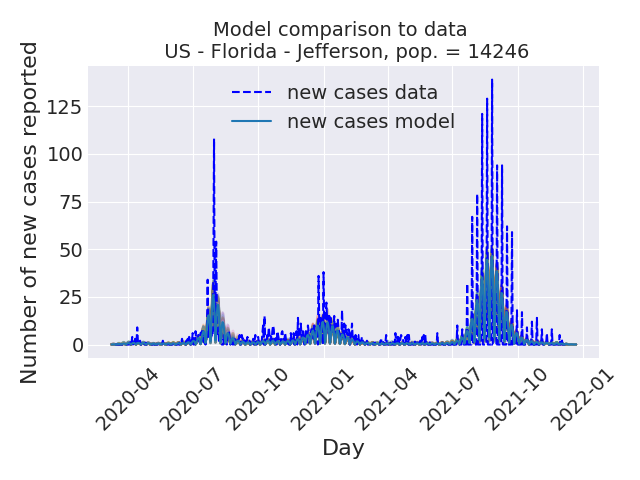 Model comparison to data
US - Florida - Jefferson, pop. = 14246
new cases data
new cases model
Number of new cases reported
125
100
75
50
25
0
2020-04
2020-07
2020-10
2021-01
2021-04
2021-07
2021-10
2022-01
Day